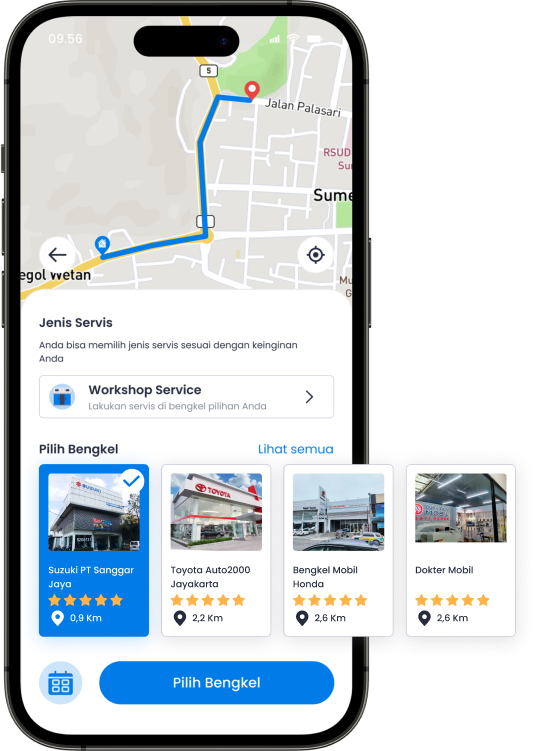 09.56
5
Jalan Palasari
RSUD
Su
Sume
egol Wetan
Mu
G
Jenis Servis
Anda bisa memilih jenis servis sesuai dengan keinginan
Anda
Workshop Service
Lakukan servis di bengkel pilihan Anda
Pilih Bengkel
Lihat semua
SUZUKI
TOYOTA
Suzuki PT Sanggar
Jaya
Toyota Auto2000
Jayakarta
Bengkel Mobil
Honda
Dokter Mobil
0,9 Km
2,2 Km
2,6 Km
2,6 Km
Pilih Bengkel